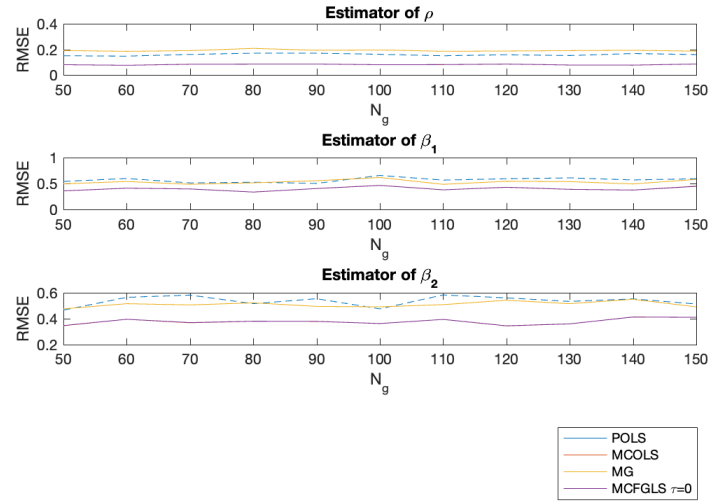 Estimator of ρ
RMSE
0.4
0.2
0
50 60 70 80 90 100 110 120 130 140 150
N_g
Estimator of β_1
RMSE
1
0.5
0
50 60 70 80 90 100 110 120 130 140 150
N_g
Estimator of β_2
RMSE
0.6
0.4
0.2
50 60 70 80 90 100 110 120 130 140 150
N_g
POLS
MCOLS
MG
MCFGLS τ=0